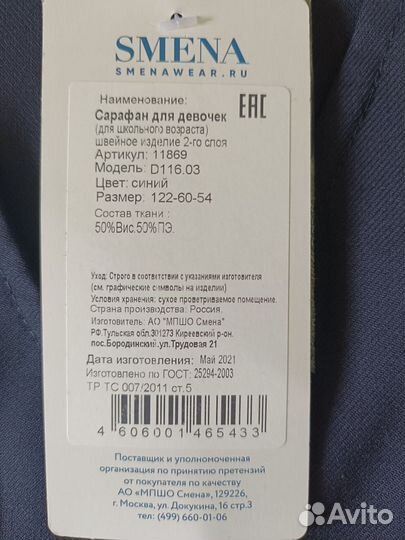 SMENA
SMENAWEAR.RU
Наименование:
EAC
Сарафан для девочек
(для школьного возраста)
швейное изделие 2-го слоя
Артикул: 11869
Модель: D116.03
Цвет: синий
Размер: 122-60-54
Состав ткани :
50%Вис.50%ПЭ.
Уход: Строго в соответствии с указаниями изготовителя
(см. графические символы на изделии)
Условия хранения: сухое проветриваемое помещение.
Страна производства: Россия.
Изготовитель: АО "МПШО Смена"
РФ.Тульская обл.301273 Киреевский р-он.
пос.Бородинский.ул.Трудовая 21
Дата изготовления: Май 2021
Изготовлено по ГОСТ: 25294-2003
ТР ТС 007/2011 ст.5
4 606001 465433
Поставщик и уполномоченная
организация по принятию претензий
от покупателя по качеству
АО «МПШО Смена», 129226,
г. Москва, ул. Докукина, 16 стр.3
тел: (499) 660-01-06
Avito